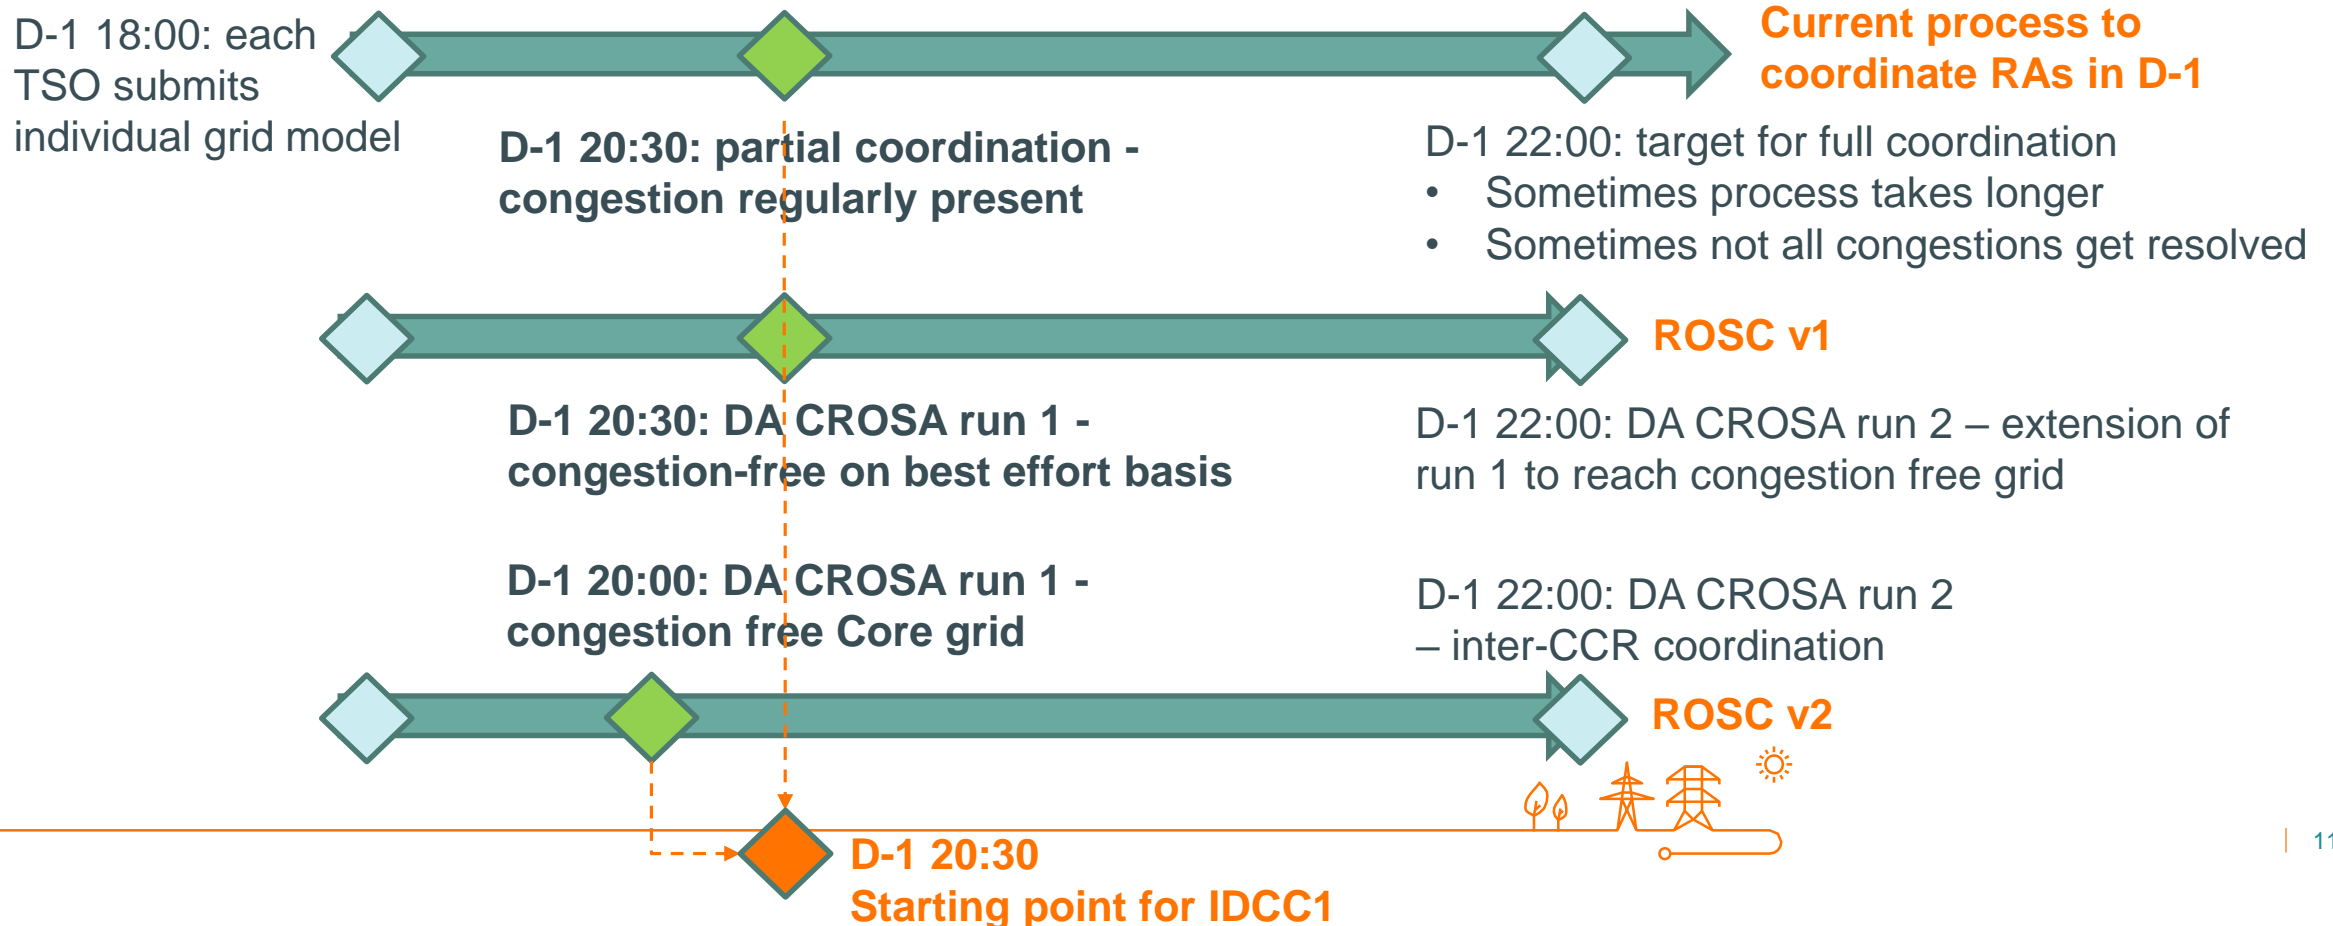 D-1 18:00: each
TSO submits
individual grid model
Current process to
coordinate RAs in D-1
D-1 20:30: partial coordination -
congestion regularly present
D-1 22:00: target for full coordination
• Sometimes process takes longer
• Sometimes not all congestions get resolved
ROSC v1
D-1 20:30: DA CROSA run 1 -
congestion-free on best effort basis
D-1 22:00: DA CROSA run 2 – extension of
run 1 to reach congestion free grid
D-1 20:00: DA CROSA run 1 -
congestion free Core grid
D-1 22:00: DA CROSA run 2
– inter-CCR coordination
ROSC v2
D-1 20:30
Starting point for IDCC1
| 11